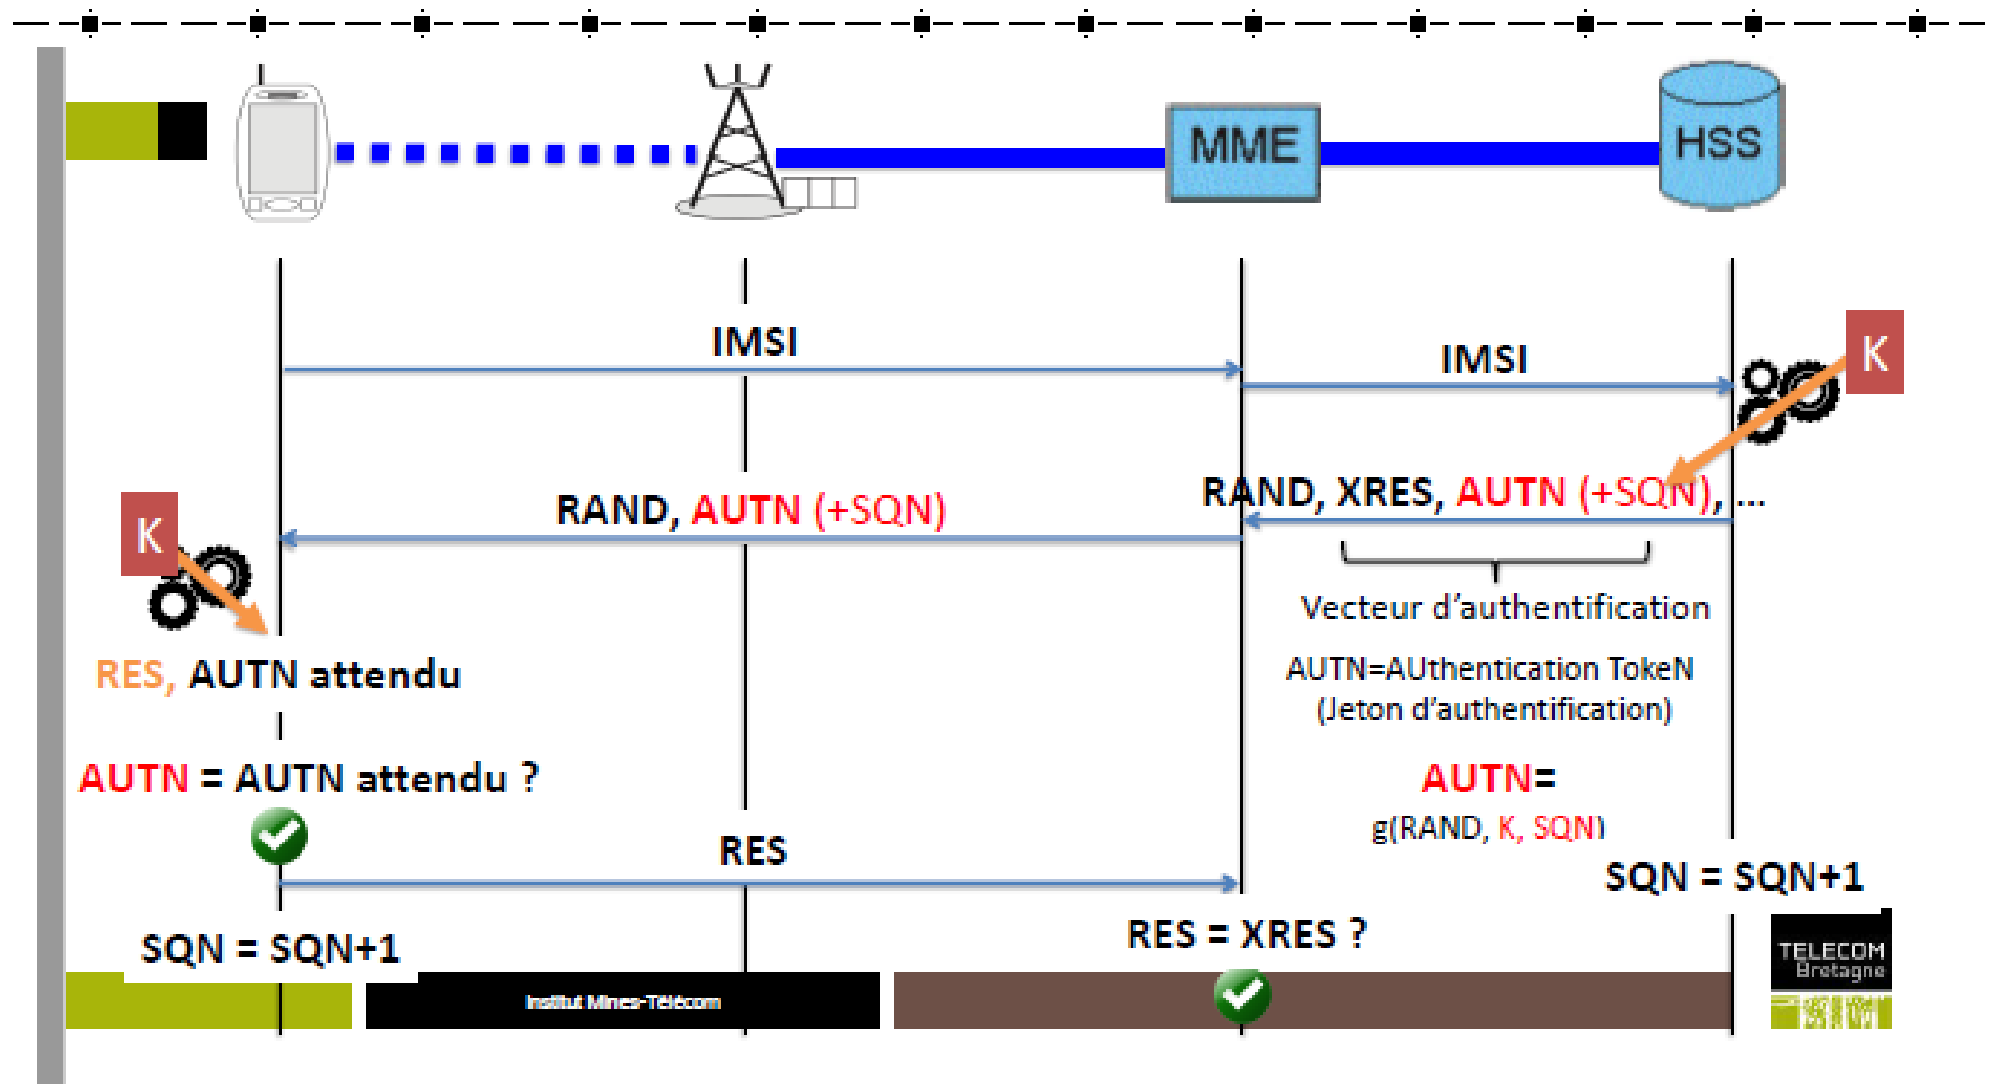 MME
HSS
IMSI
IMSI
K
RAND, XRES, AUTN (+SQN), ...
RAND, AUTN (+SQN)
K
Vecteur d'authentification
RES, AUTN attendu
AUTN=AUthentication TokeN
(Jeton d'authentification)
AUTN = AUTN attendu ?
AUTN=
g(RAND, K, SQN)
RES
SQN = SQN+1
RES = XRES ?
SQN = SQN+1
TELECOM
Bretagne
Institut Mines-Télécom